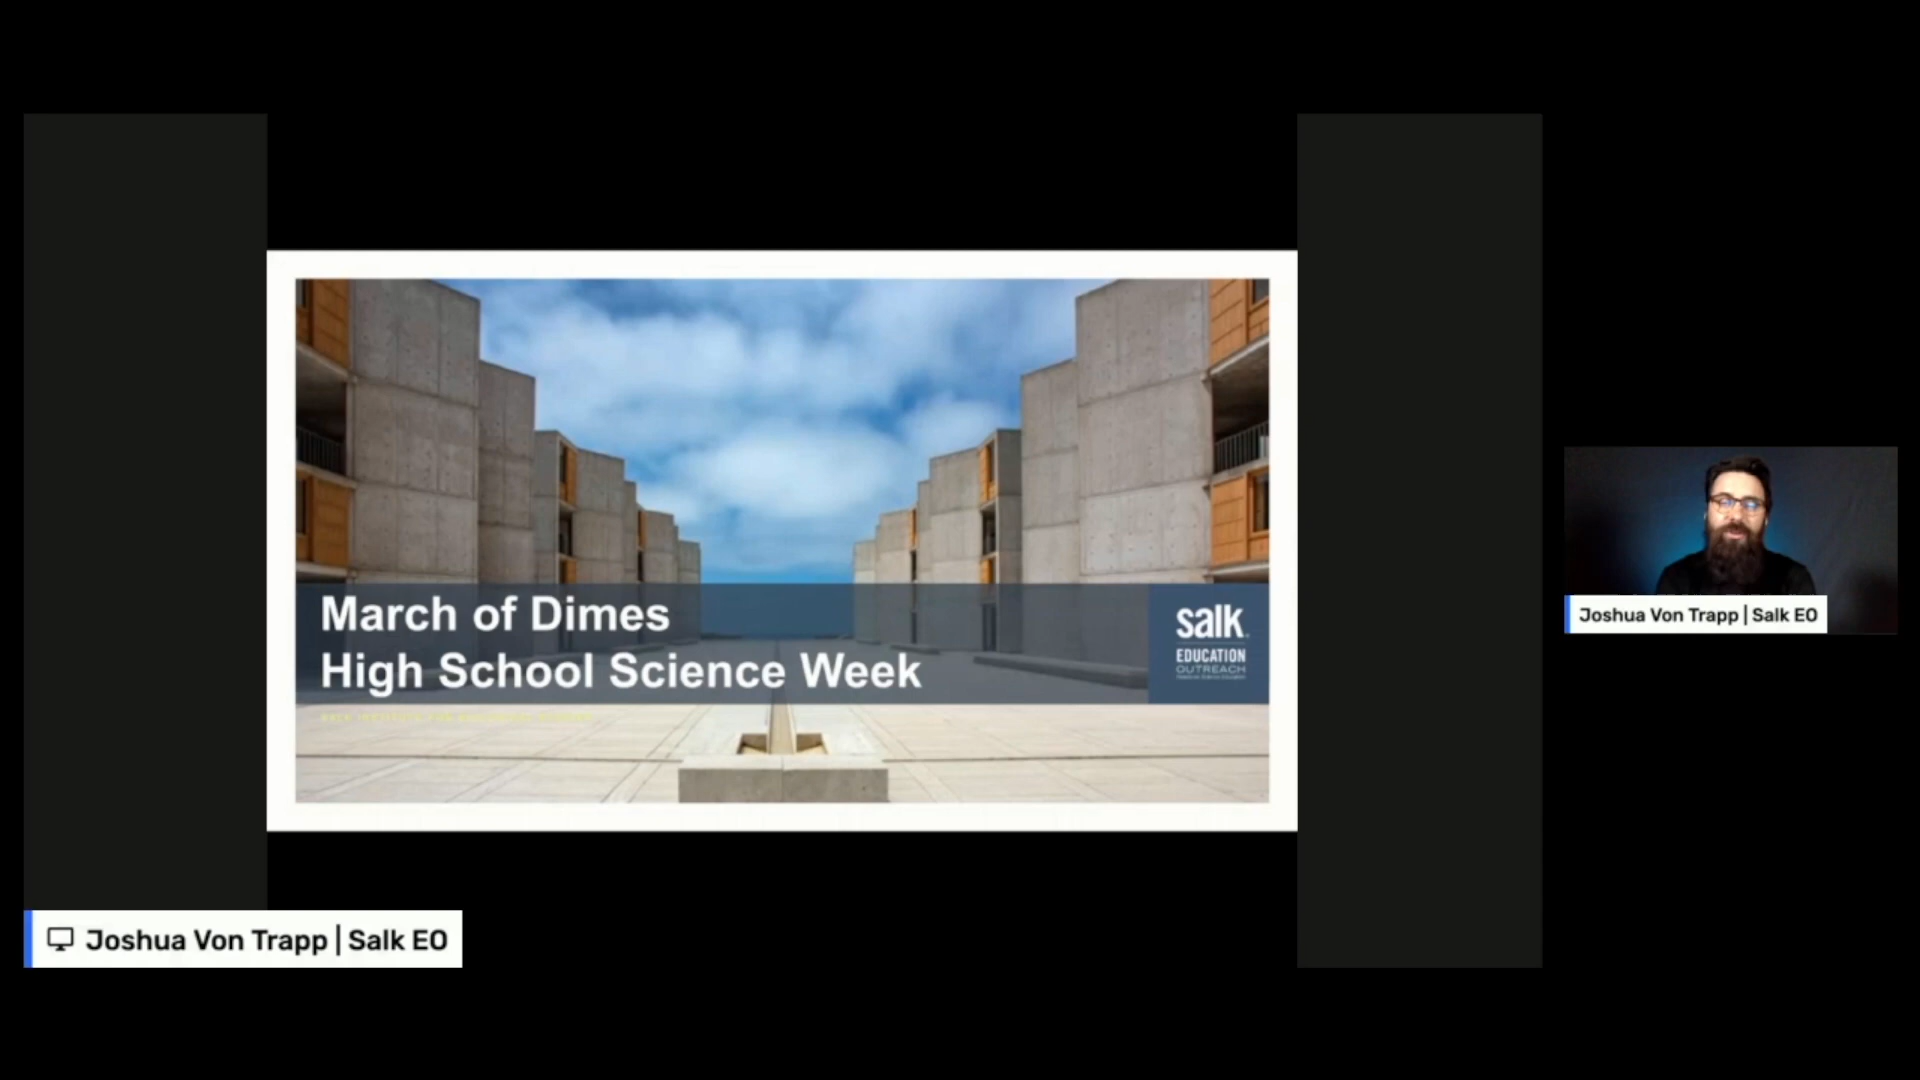 March of Dimes
High School Science Week
salk
EDUCATION
OUTREACH
Joshua Von Trapp | Salk EO
Joshua Von Trapp | Salk EO